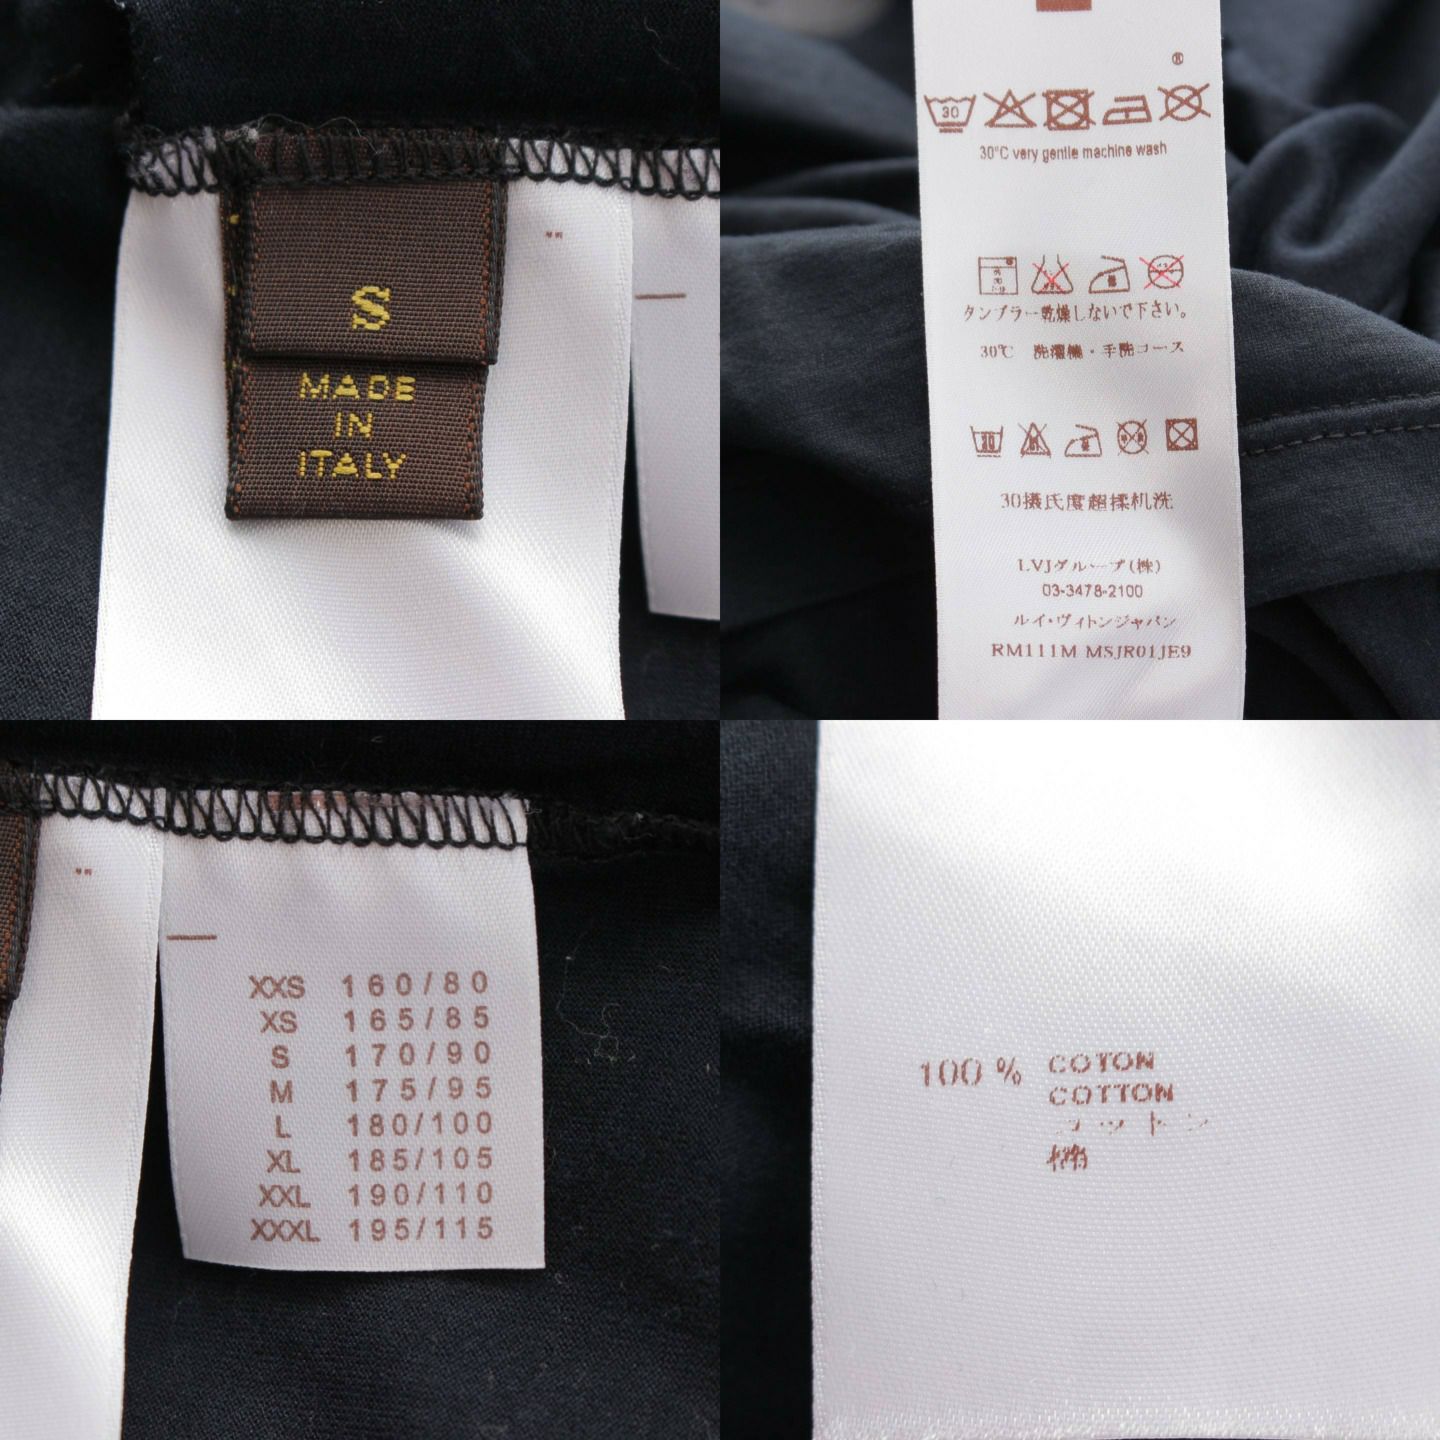 S
MADE
IN
ITALY
®
30
30°C very gentle machine wash
タンブラー乾燥しないで下さい。
30℃ 洗濯機・手洗コース
30
30摄氏度超揉机洗
LVJグループ(株)
03-3478-2100
ルイ・ヴィトンジャパン
RM111M MSJR01JE9
XXS 160/80
XS 165/85
S 170/90
M 175/95
L 180/100
XL 185/105
XXL 190/110
XXXL 195/115
100 % COTON
COTTON
コットン
棉